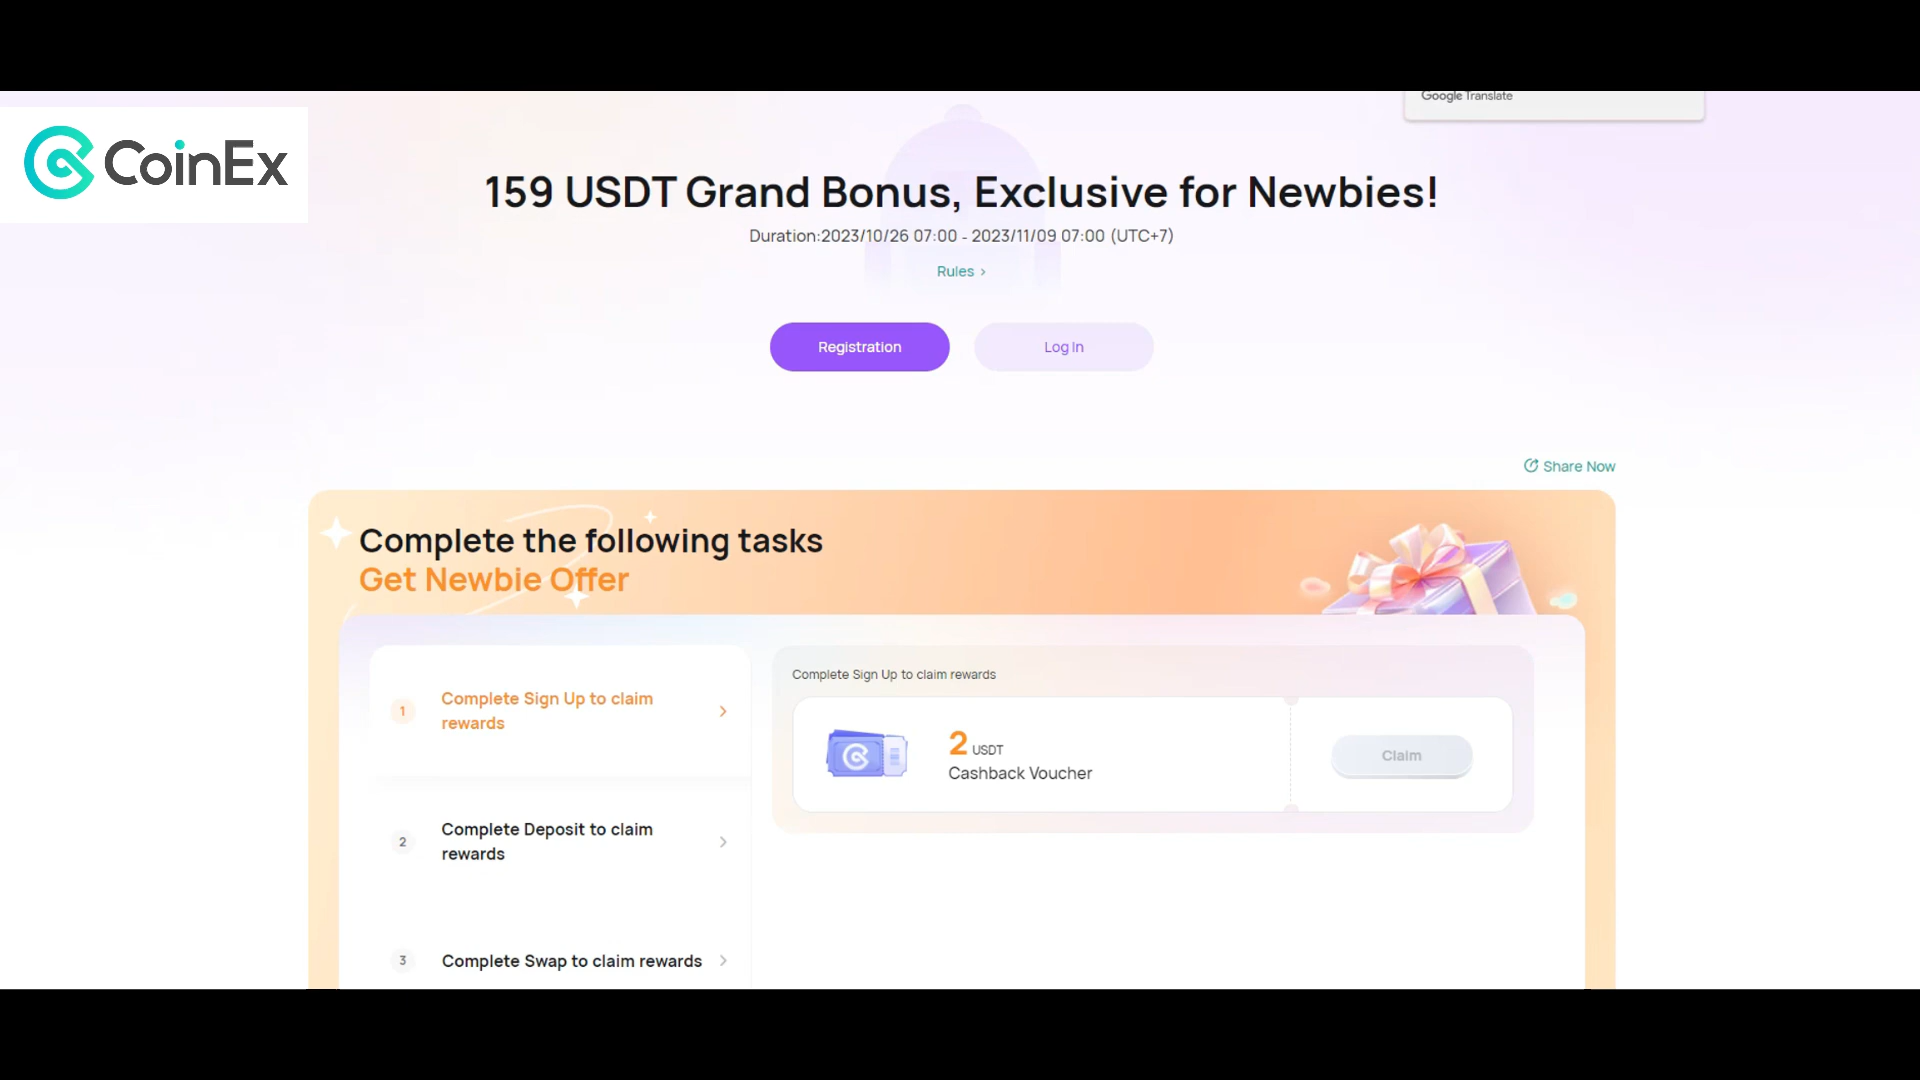 Google Translate
CoinEx
159 USDT Grand Bonus, Exclusive for Newbies!
Duration:2023/10/26 07:00 - 2023/11/09 07:00 (UTC+7)
Rules >
Registration
Log In
Share Now
Complete the following tasks
Get Newbie Offer
1
Complete Sign Up to claim
rewards
2
Complete Deposit to claim
rewards
3
Complete Swap to claim rewards
Complete Sign Up to claim rewards
2 USDT
Cashback Voucher
Claim